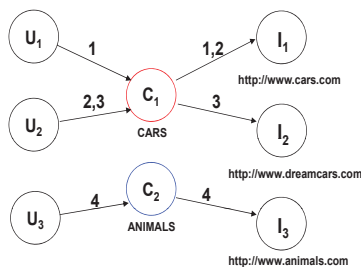 U1 1 1,2 I1
http://www.cars.com
C1
CARS
U2 2,3 3 I2
http://www.dreamcars.com
U3 4 C2 4 I3
ANIMALS
http://www.animals.com